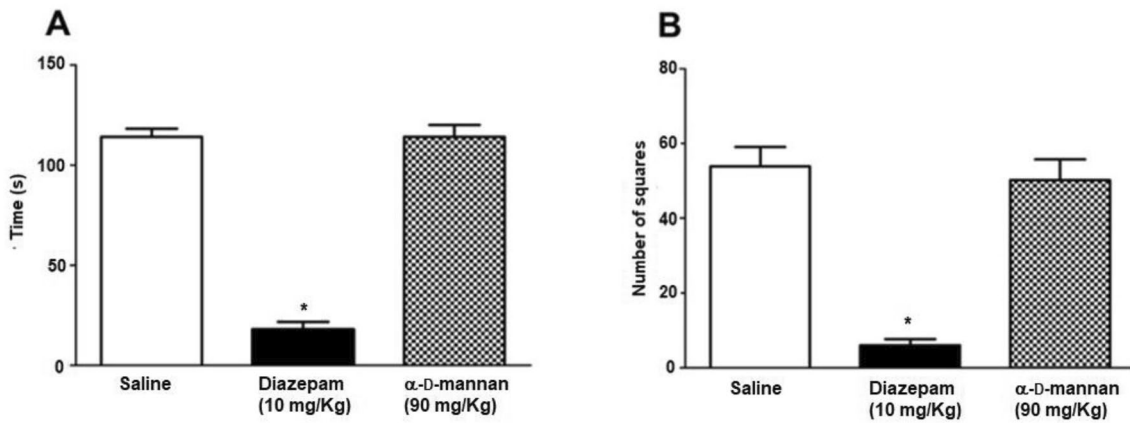 A
Time (s)
150
100
50
0
*
Saline
Diazepam
(10 mg/Kg)
α-D-mannan
(90 mg/Kg)
B
Number of squares
80
60
40
20
0
*
Saline
Diazepam
(10 mg/Kg)
α-D-mannan
(90 mg/Kg)